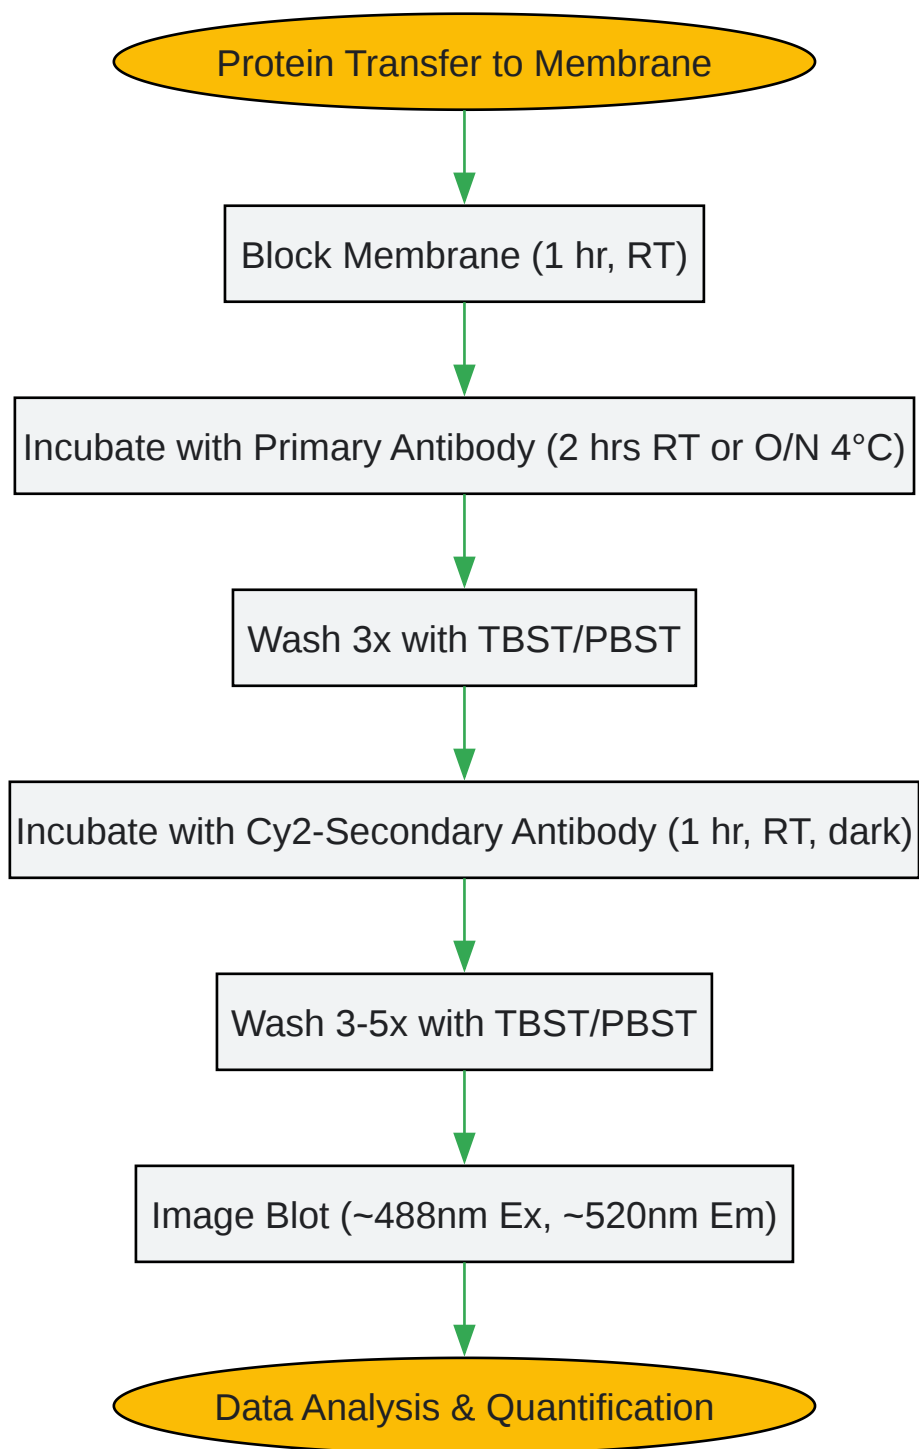 Protein Transfer to Membrane
Block Membrane (1 hr, RT)
Incubate with Primary Antibody (2 hrs RT or O/N 4°C)
Wash 3x with TBST/PBST
Incubate with Cy2-Secondary Antibody (1 hr, RT, dark)
Wash 3-5x with TBST/PBST
Image Blot (~488nm Ex, ~520nm Em)
Data Analysis & Quantification